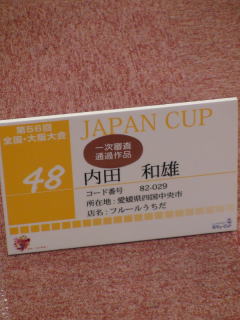 第56回
全国・大阪大会
JAPAN CUP
一次審査
通過作品
48
内田 和雄
コード番号 82-029
所在地：愛媛県四国中央市
店名：フルールうちだ